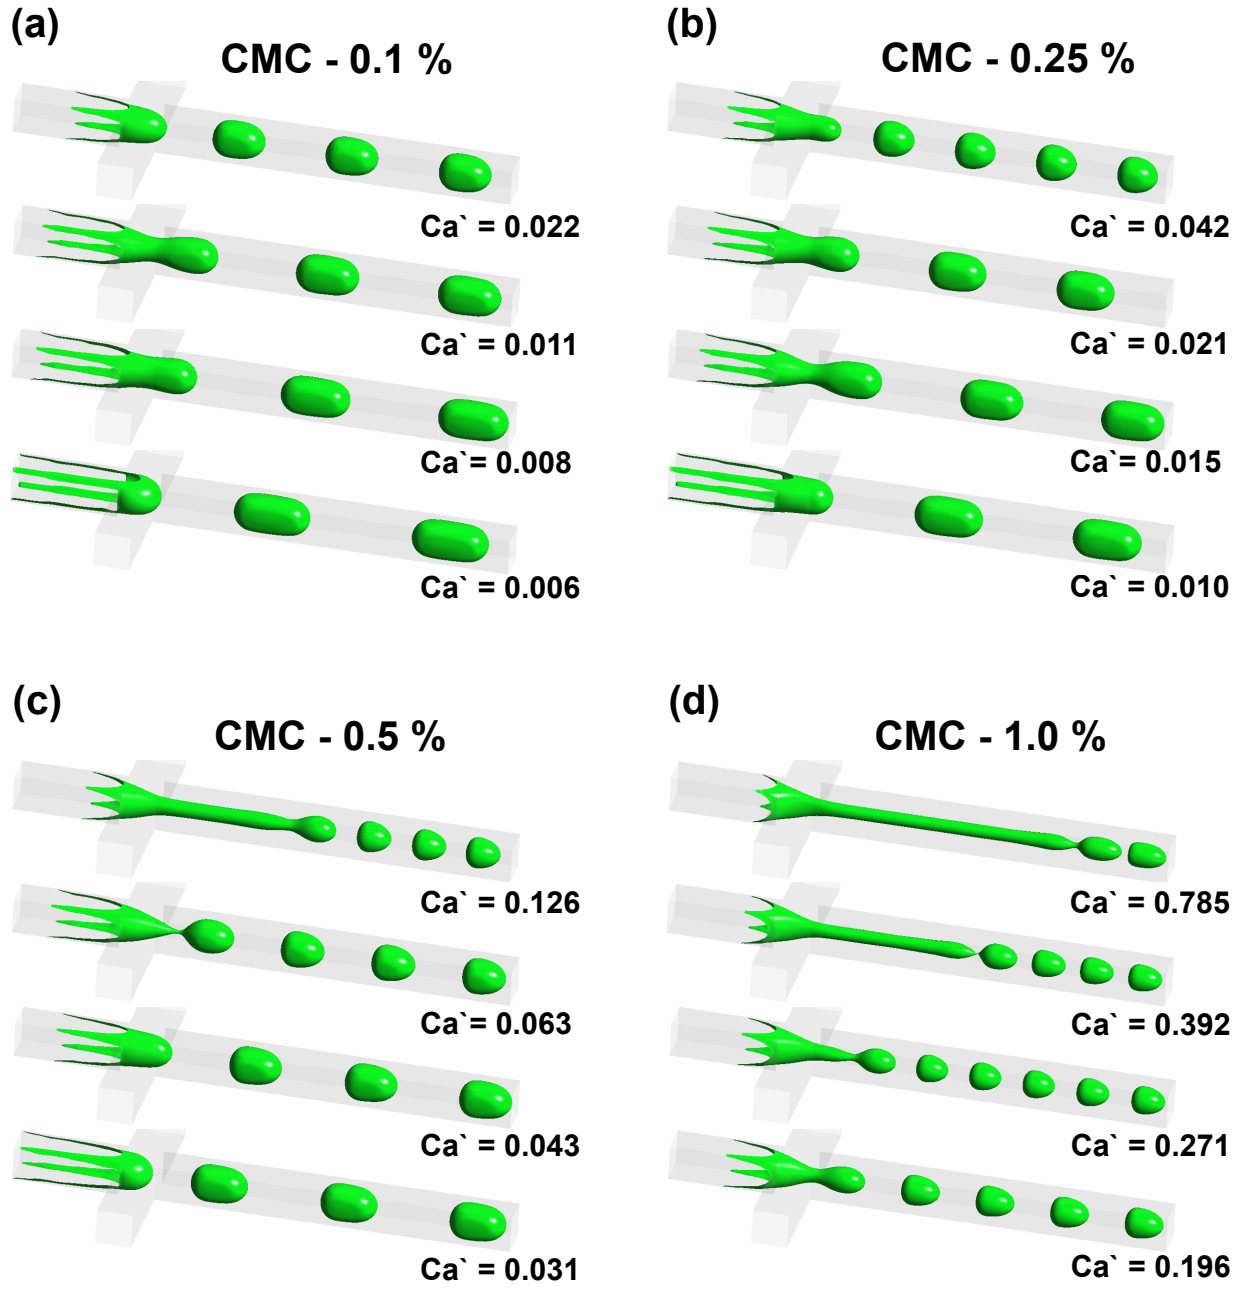 (a)
CMC - 0.1 %
Ca` = 0.022
Ca` = 0.011
Ca`= 0.008
Ca` = 0.006
(b)
CMC - 0.25 %
Ca` = 0.042
Ca` = 0.021
Ca`= 0.015
Ca` = 0.010
(c)
CMC - 0.5 %
Ca` = 0.126
Ca`= 0.063
Ca` = 0.043
Ca` = 0.031
(d)
CMC - 1.0 %
Ca` = 0.785
Ca` = 0.392
Ca` = 0.271
Ca` = 0.196